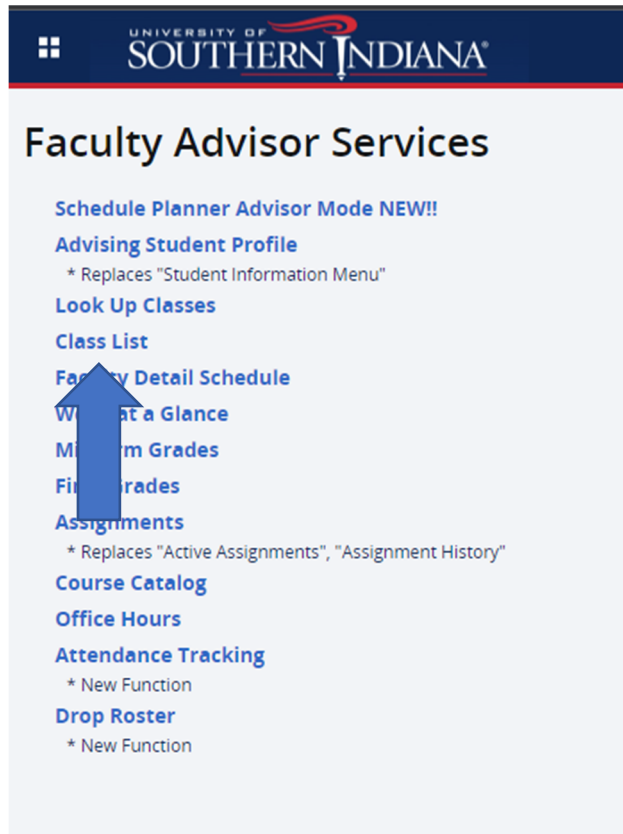 UNIVERSITY OF
SOUTHERN INDIANA®
Faculty Advisor Services
Schedule Planner Advisor Mode NEW!!
Advising Student Profile
* Replaces "Student Information Menu"
Look Up Classes
Class List
Faculty Detail Schedule
at a Glance
Grades
Grades
Assignments
* Replaces "Active Assignments", "Assignment History"
Course Catalog
Office Hours
Attendance Tracking
* New Function
Drop Roster
* New Function